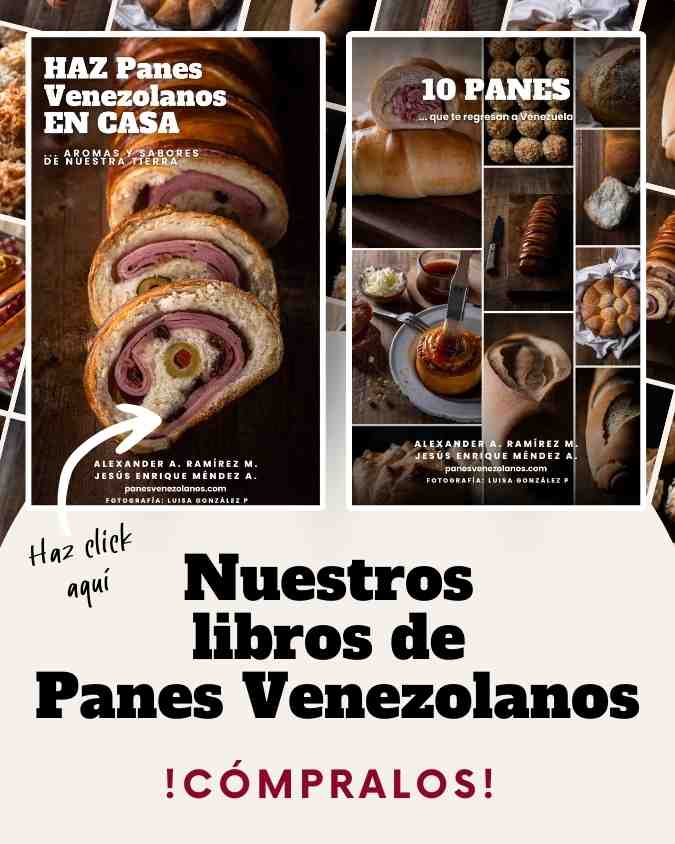 HAZ Panes
Venezolanos
EN CASA
... AROMAS Y SABORES
DE NUESTRA TIERRA
ALEXANDER A. RAMÍREZ M.
JESÚS ENRIQUE MÉNDEZ A.
panesvenezolanos.com
FOTOGRAFÍA: LUISA GONZÁLEZ P
10 PANES
... que te regresan a Venezuela
ALEXANDER A. RAMÍREZ M.
JESÚS ENRIQUE MÉNDEZ A.
panesvenezolanos.com
FOTOGRAFÍA: LUISA GONZÁLEZ P
Haz click
aquí
Nuestros
libros de
Panes Venezolanos
!CÓMPRALOS!